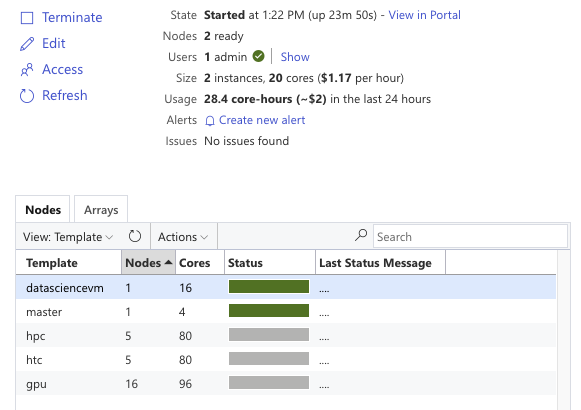 Terminate
Edit
Access
Refresh
State Started at 1:22 PM (up 23m 50s) - View in Portal
Nodes 2 ready
Users 1 admin Show
Size 2 instances, 20 cores ($1.17 per hour)
Usage 28.4 core-hours (~$2) in the last 24 hours
Alerts Create new alert
Issues No issues found
Nodes Arrays
View: Template Actions Search
Template Nodes Cores Status Last Status Message
datasciencevm 1 16 ....
master 1 4 ....
hpc 5 80 ....
htc 5 80 ....
gpu 16 96 ....